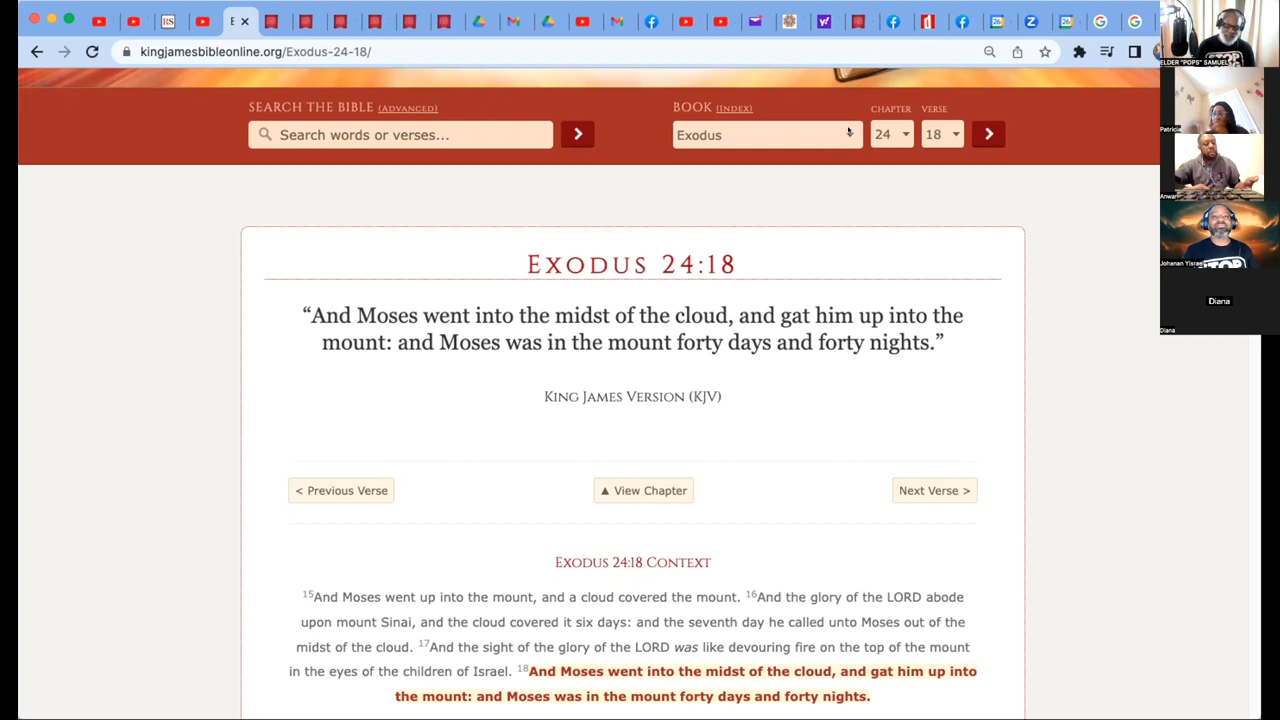 kingjamesbibleonline.org/Exodus-24-18/
SEARCH THE BIBLE (ADVANCED)
BOOK (INDEX)
CHAPTER
VERSE
Search words or verses...
Exodus
24
18
EXODUS 24:18
“And Moses went into the midst of the cloud, and gat him up into the
mount: and Moses was in the mount forty days and forty nights.”
KING JAMES VERSION (KJV)
< Previous Verse
▲ View Chapter
Next Verse >
EXODUS 24:18 CONTEXT
15And Moses went up into the mount, and a cloud covered the mount. 16And the glory of the LORD abode
upon mount Sinai, and the cloud covered it six days: and the seventh day he called unto Moses out of the
midst of the cloud. 17And the sight of the glory of the LORD was like devouring fire on the top of the mount
in the eyes of the children of Israel. 18And Moses went into the midst of the cloud, and gat him up into
the mount: and Moses was in the mount forty days and forty nights.
ELDER "POPS" SAMUEL
Patricia
Anwar
Johanan Yisrael
Diana
Diana